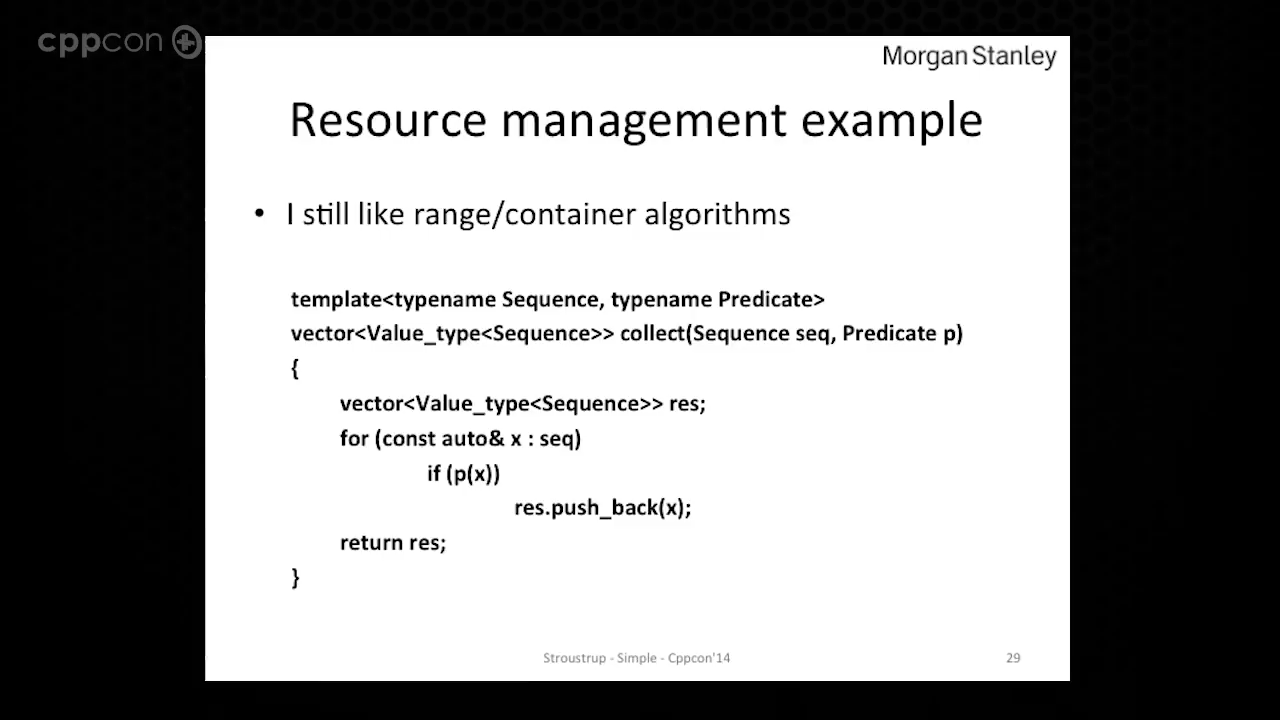 cppcon
Morgan Stanley
Resource management example
• I still like range/container algorithms
template<typename Sequence, typename Predicate>
vector<Value_type<Sequence>> collect(Sequence seq, Predicate p)
{
vector<Value_type<Sequence>> res;
for (const auto& x : seq)
if (p(x))
res.push_back(x);
return res;
}
Stroustrup - Simple - Cppcon'14
29